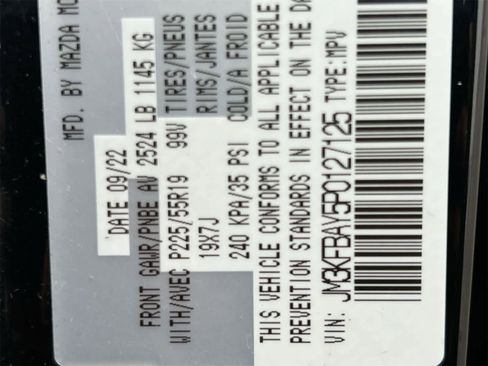 MFD. BY MAZDA MO
DATE 09/22
FRONT GAWR/PNBE AV 2524 LB 1145 KG
WITH/AVEC P225/55R19 99V TIRES/PNEUS
19X7J RIMS/JANTES
240 KPA/35 PSI COLD/A FROID
THIS VEHICLE CONFORMS TO ALL APPLICABLE
PREVENTION STANDARDS IN EFFECT ON THE DA
VIN: JM3KFBAY5P0127125 TYPE: MPV